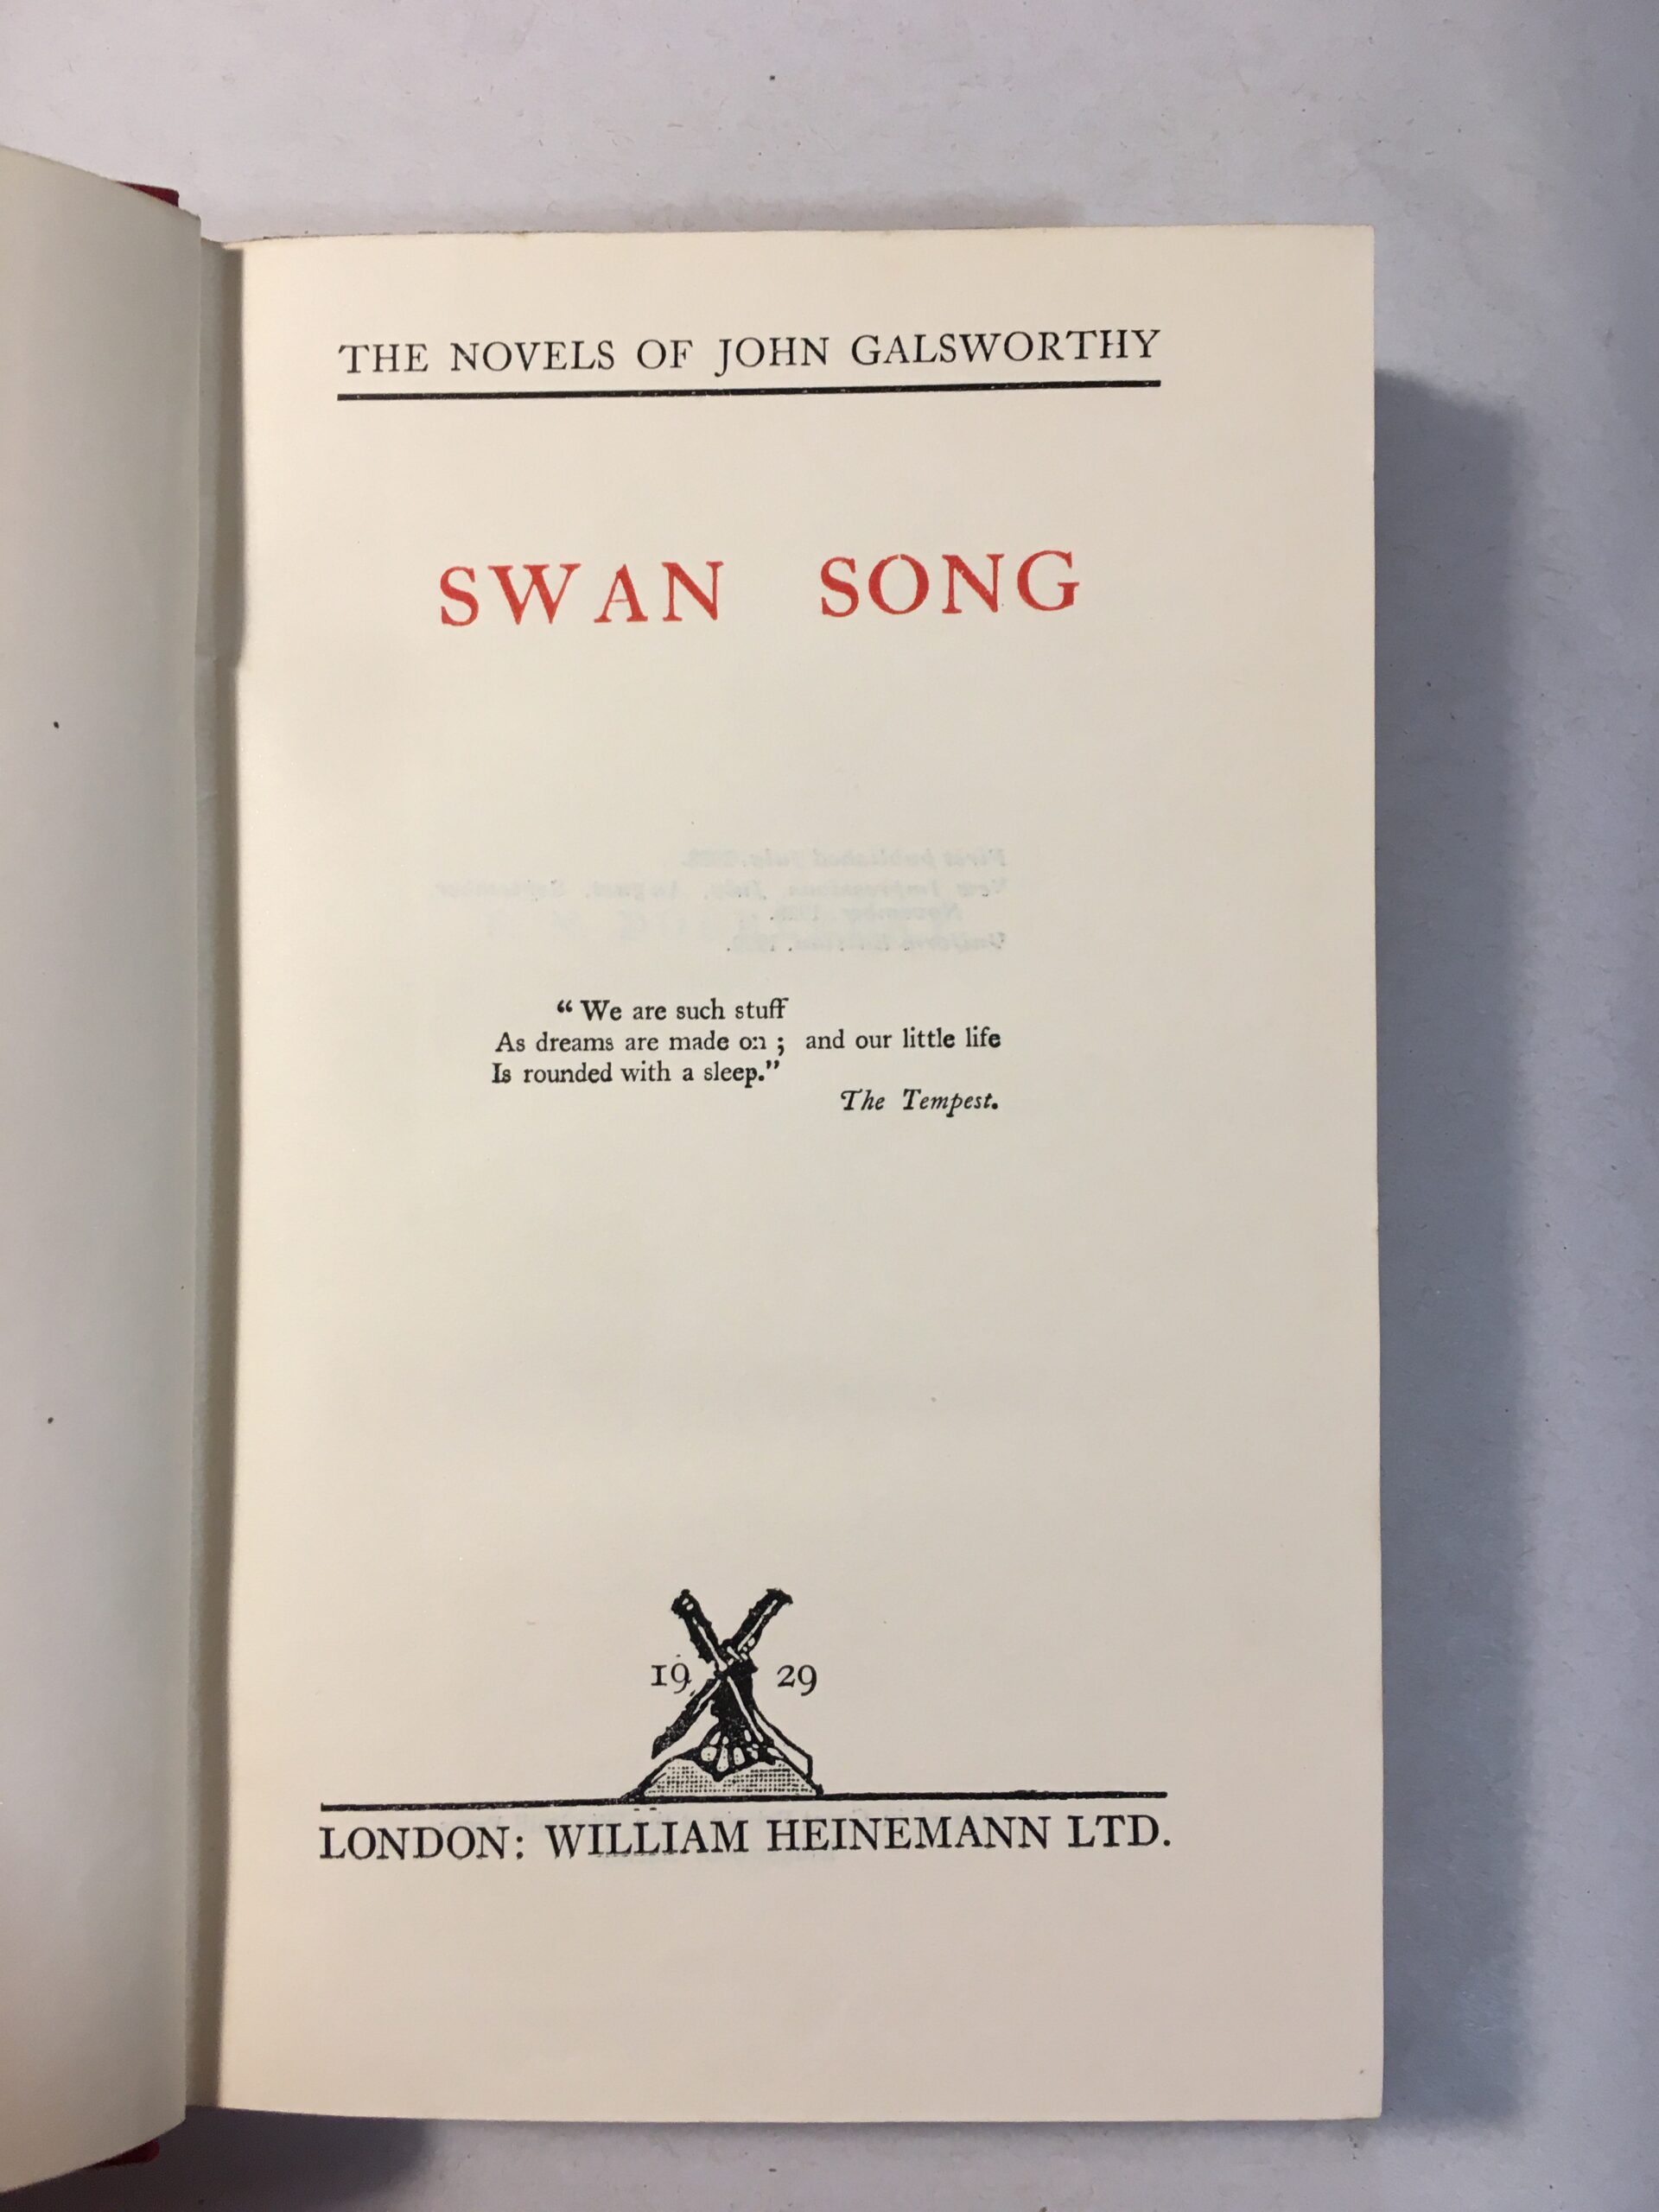 THE NOVELS OF JOHN GALSWORTHY
SWAN SONG
“ We are such stuff
As dreams are made on ; and our little life
Is rounded with a sleep.”
The Tempest.
19 29
LONDON: WILLIAM HEINEMANN LTD.